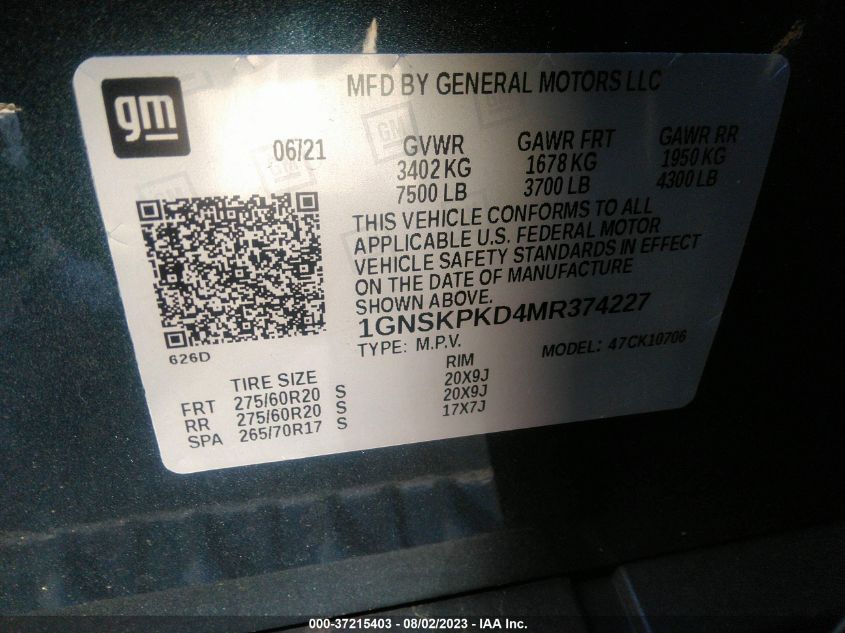 gm
MFD BY GENERAL MOTORS LLC
06/21
GVWR GAWR FRT GAWR RR
3402 KG 1678 KG 1950 KG
7500 LB 3700 LB 4300 LB
THIS VEHICLE CONFORMS TO ALL
APPLICABLE U.S. FEDERAL MOTOR
VEHICLE SAFETY STANDARDS IN EFFECT
ON THE DATE OF MANUFACTURE
SHOWN ABOVE.
1GNSKPKD4MR374227
626D
TYPE: M.P.V. MODEL: 47CK10706
TIRE SIZE RIM
FRT 275/60R20 S 20X9J
RR 275/60R20 S 20X9J
SPA 265/70R17 S 17X7J
000-37215403 - 08/02/2023 - IAA Inc.